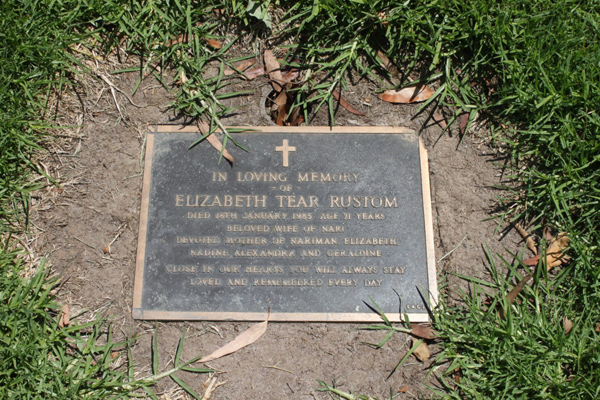 IN LOVING MEMORY
- OF -
ELIZABETH TEAR RUSTOM
DIED JANUARY 1985 AGE 71 YEARS
BELOVED WIFE OF NARI
DEVOTED MOTHER OF NARIMAN ELIZABETH
NADINE ALEXANDRA AND GERALDINE
CLOSE IN OUR HEARTS YOU WILL ALWAYS STAY
LOVED AND REMEMBERED EVERY DAY